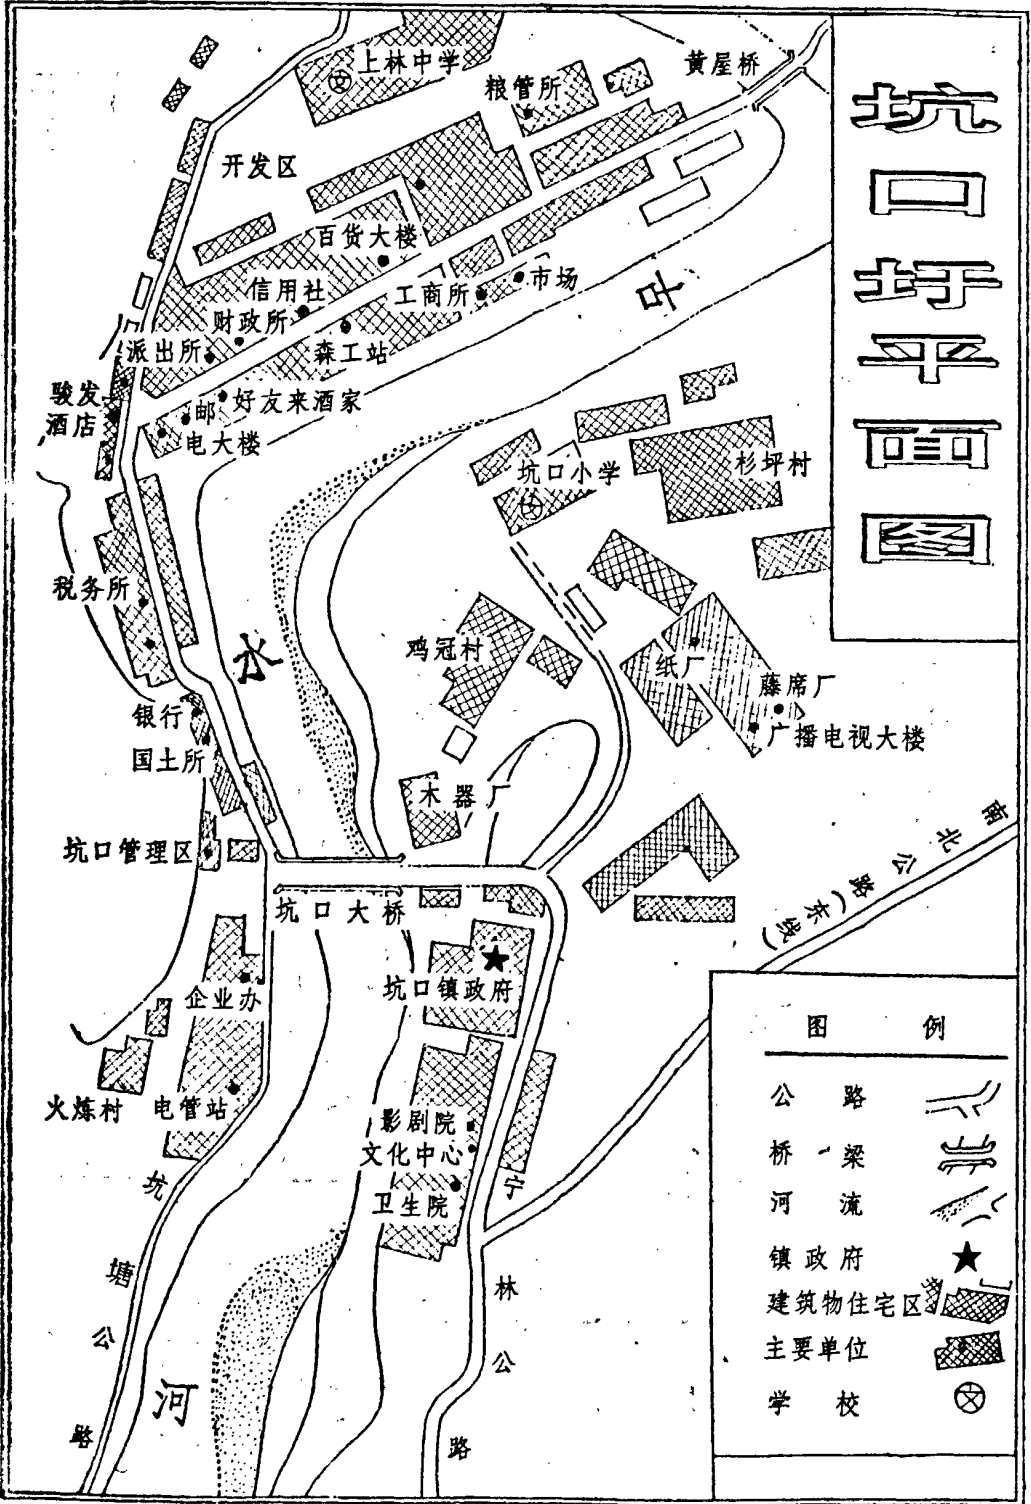 坑口圩平面图
上林中学
粮管所
黄屋桥
开发区
百货大楼
信用社
工商所
市场
财政所
派出所
森工站
骏发
酒店
好友来酒家
邮
电大楼
古
坑口小学
杉坪村
税务所
水
鸡冠村
纸厂
藤席厂
广播电视大楼
银行
国土所
木器厂
坑口管理区
坑口大桥
南北公路(东线)
企业办
坑口镇政府
火炼村
电管站
影剧院
文化中心
卫生院
坑塘公路
宁林公路
河
图例
公路
桥梁
河流
镇政府
建筑物住宅区
主要单位
学校
文
文
文